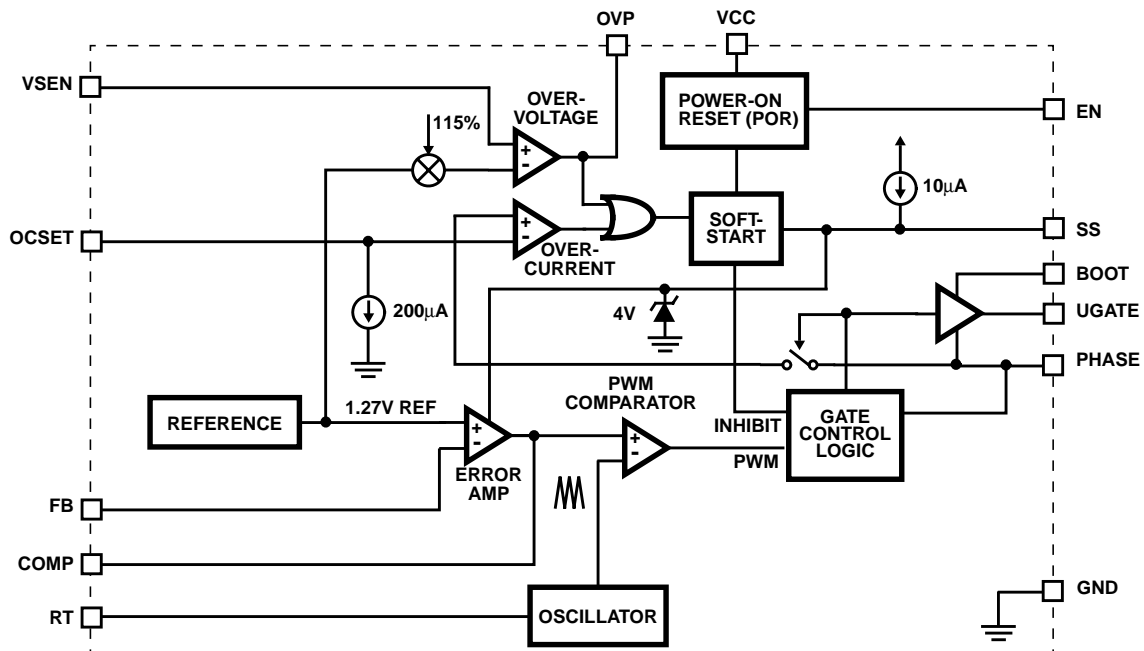 OVP
VCC
VSEN
OVER-
VOLTAGE
POWER-ON
RESET (POR)
EN
115%
+
-
10μA
OCSET
+
-
OVER-
CURRENT
SOFT-
START
SS
BOOT
200μA
4V
UGATE
PHASE
REFERENCE
1.27V REF
+
-
ERROR
AMP
PWM
COMPARATOR
+
-
INHIBIT
PWM
GATE
CONTROL
LOGIC
FB
COMP
RT
OSCILLATOR
GND